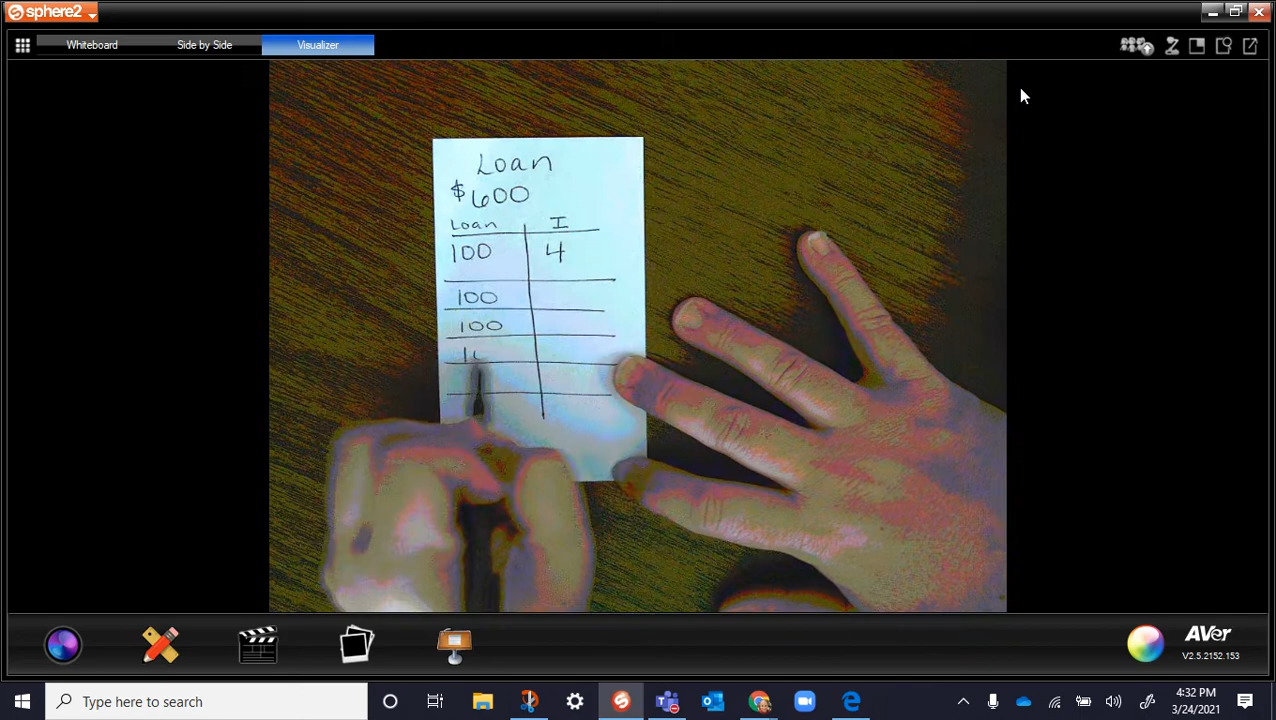 sphere2
Whiteboard Side by Side Visualizer
Loan
$600
Loan I
100 4
100
100
AVer
V2.5.2152.153
Type here to search
4:32 PM
3/24/2021